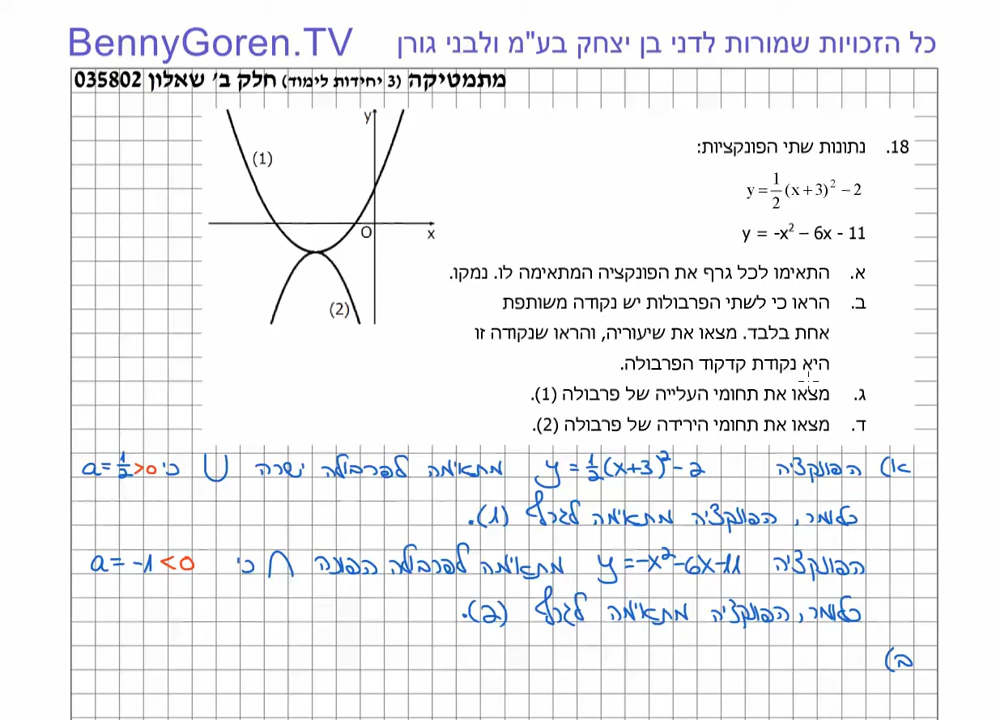 BennyGoren.TV כל הזכויות שמורות לדני בן יצחק בע"מ ולבני גורן
מתמטיקה (3 יחידות לימוד) חלק ב' שאלון 035802
18. נתונות שתי הפונקציות:
y = 1/2 (x + 3)² − 2
y = -x² – 6x - 11
א. התאימו לכל גרף את הפונקציה המתאימה לו. נמקו.
ב. הראו כי לשתי הפרבולות יש נקודה משותפת
אחת בלבד. מצאו את שיעוריה, והראו שנקודה זו
היא נקודת קדקוד הפרבולה.
ג. מצאו את תחומי העלייה של פרבולה (1).
ד. מצאו את תחומי הירידה של פרבולה (2).
y
(1)
O
x
(2)
א) הפונקציה y = 1/2 (x+3)² - 2 מתאימה לפרבולה ישרה ∪ כי a = 1/2 > 0
כלומר, הפונקציה מתאימה לגרף (1).
הפונקציה y = -x² - 6x - 11 מתאימה לפרבולה הפוכה ∩ כי a = -1 < 0
כלומר, הפונקציה מתאימה לגרף (2).
ב)